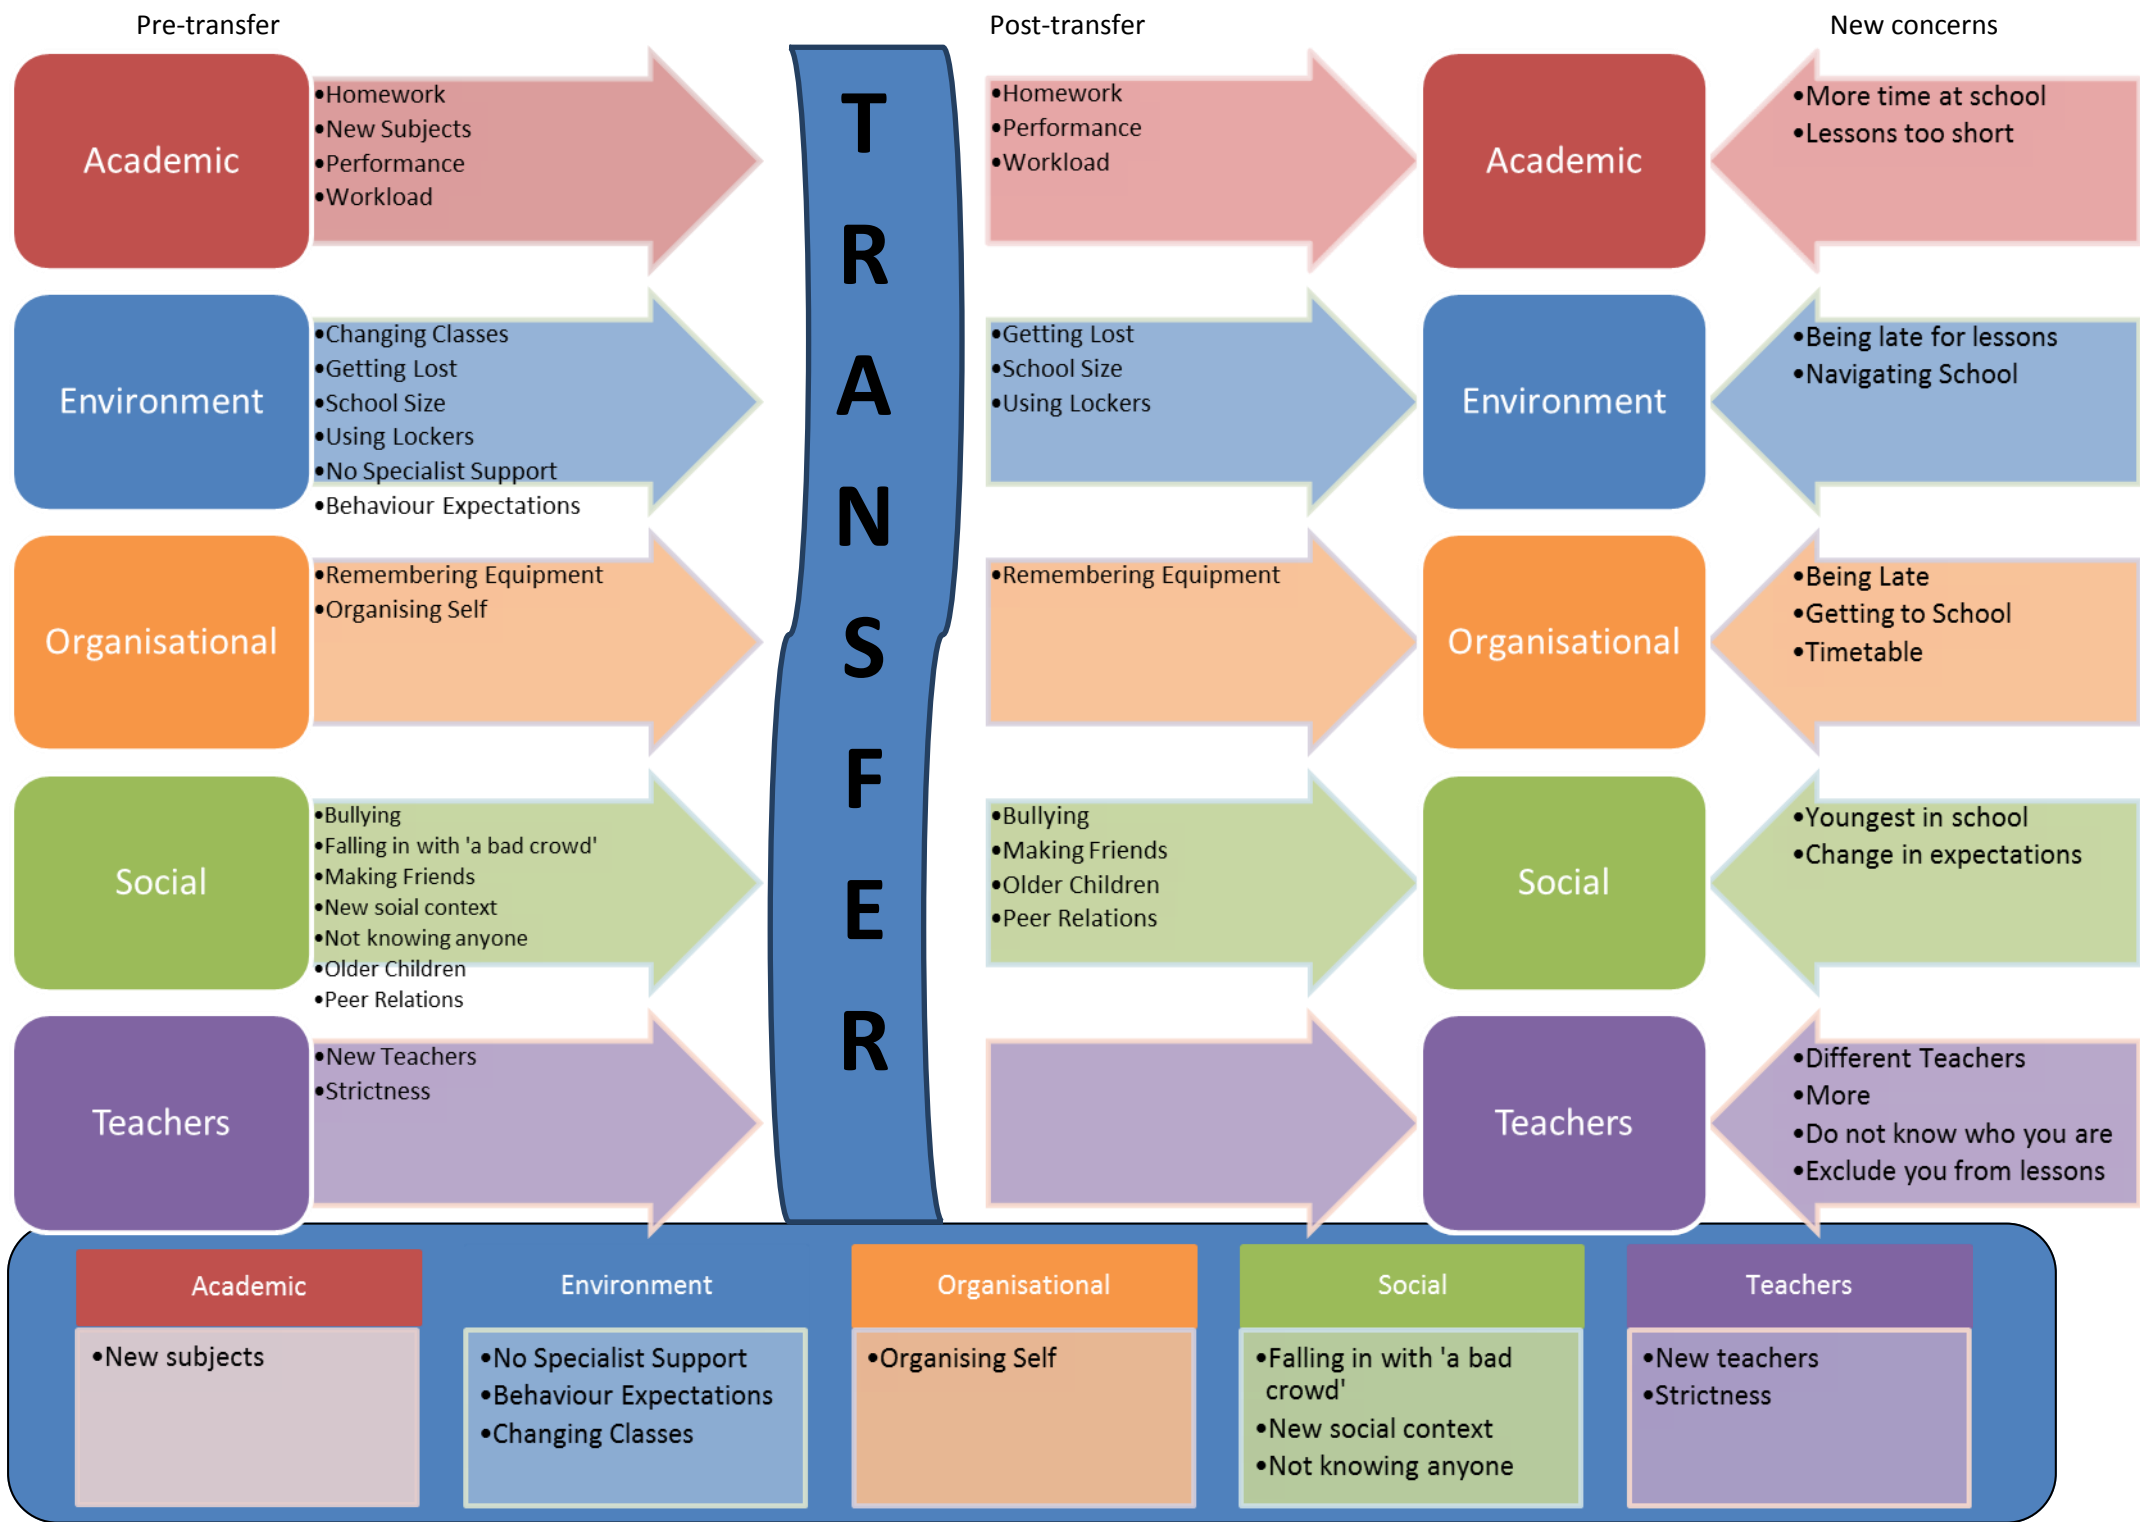 Pre-transfer
Post-transfer
New concerns
Academic
•Homework
•New Subjects
•Performance
•Workload
Environment
•Changing Classes
•Getting Lost
•School Size
•Using Lockers
•No Specialist Support
•Behaviour Expectations
Organisational
•Remembering Equipment
•Organising Self
Social
•Bullying
•Falling in with 'a bad crowd'
•Making Friends
•New soial context
•Not knowing anyone
•Older Children
•Peer Relations
Teachers
•New Teachers
•Strictness
T
R
A
N
S
F
E
R
•Homework
•Performance
•Workload
Academic
•More time at school
•Lessons too short
•Getting Lost
•School Size
•Using Lockers
Environment
•Being late for lessons
•Navigating School
•Remembering Equipment
Organisational
•Being Late
•Getting to School
•Timetable
•Bullying
•Making Friends
•Older Children
•Peer Relations
Social
•Youngest in school
•Change in expectations
Teachers
•Different Teachers
•More
•Do not know who you are
•Exclude you from lessons
Academic
•New subjects
Environment
•No Specialist Support
•Behaviour Expectations
•Changing Classes
Organisational
•Organising Self
Social
•Falling in with 'a bad
crowd'
•New social context
•Not knowing anyone
Teachers
•New teachers
•Strictness